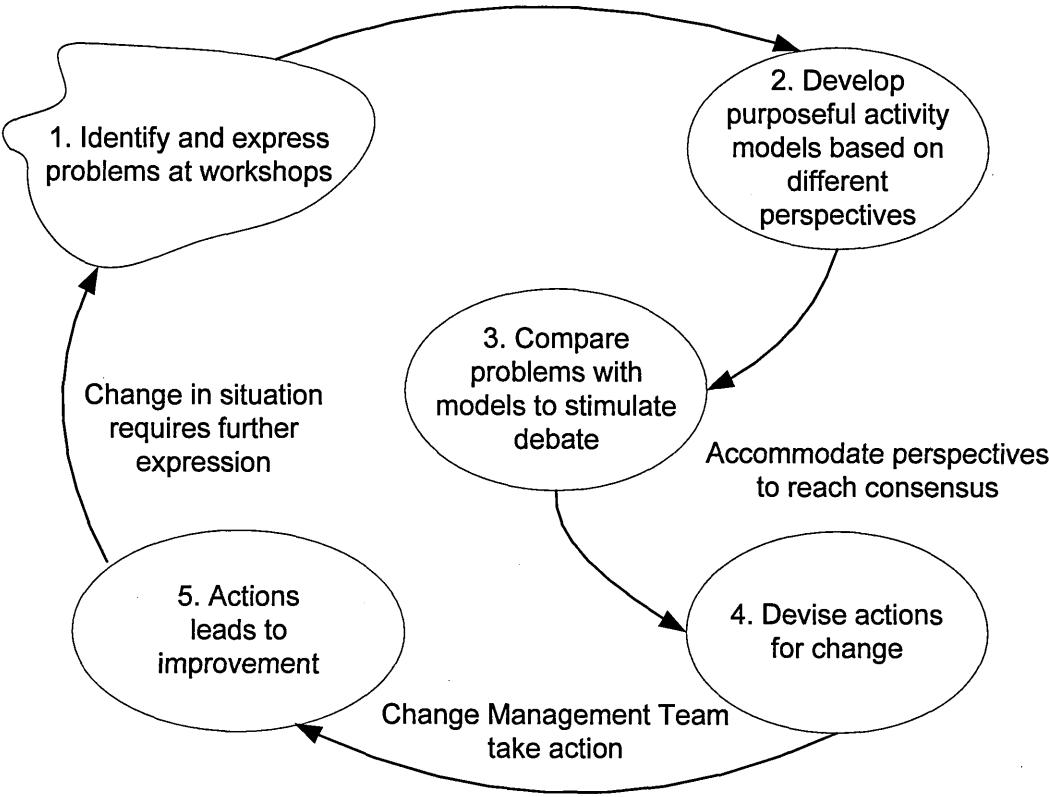 1. Identify and express
problems at workshops
2. Develop
purposeful activity
models based on
different
perspectives
3. Compare
problems with
models to stimulate
debate
Accommodate perspectives
to reach consensus
4. Devise actions
for change
Change Management Team
take action
5. Actions
leads to
improvement
Change in situation
requires further
expression